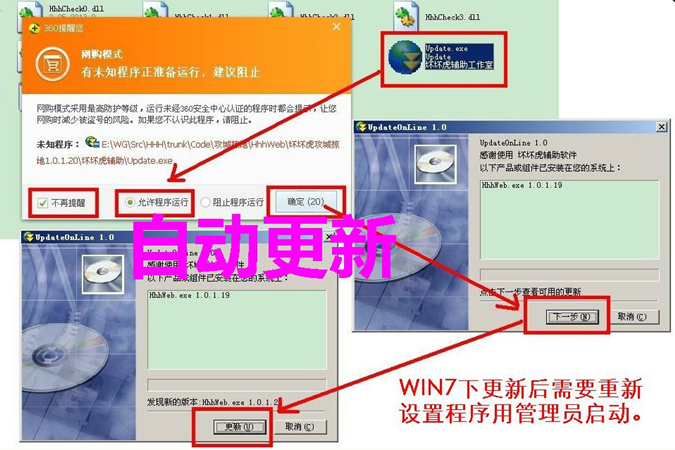 HhhCheck0.dll
HhhCheck1.dll
HhhCheck2.dll
HhhCheck3.dll
360提醒您
网购模式
有未知程序正准备运行，建议阻止
网购模式采用最高防护等级，运行未经360安全中心认证的程序时都会提示，让您
网购时减少被盗号的风险。如果您不认识此程序，请阻止。
未知程序：
E:\WG\Src\HHH\trunk\Code\攻城掠地\HhhWeb\坏坏虎攻城掠
地1.0.1.20\坏坏虎辅助\Update.exe
不再提醒
允许程序运行
阻止程序运行
确定 (20)
Update.exe
Update
坏坏虎辅助工作室
UpdateOnLine 1.0
UpdateOnLine 1.0
感谢使用 坏坏虎辅助软件
以下产品或组件已安装在您的系统上：
HhhWeb.exe 1.0.1.19
点击下一步查看可用的更新
下一步(N)
取消(C)
自动更新
UpdateOnLine 1.0
UpdateOnLine 1.0
感谢使用
软件
以下产品或组件已安装在您的系统上：
HhhWeb.exe 1.0.1.19
发现新的版本:HhhWeb.exe 1.0.1.2
更新(U)
取消(C)
WIN7下更新后需要重新
设置程序用管理员启动。